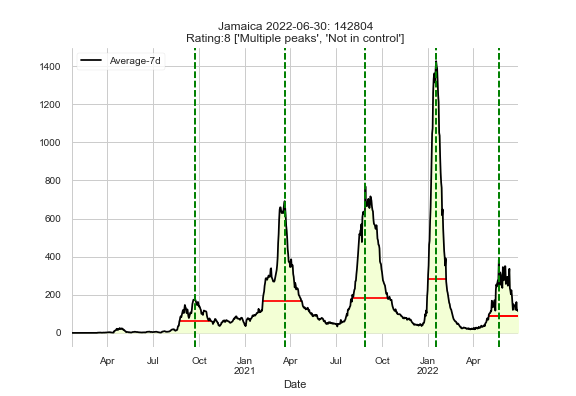 Jamaica 2022-06-30: 142804
Rating:8 ['Multiple peaks', 'Not in control']
Average-7d
1400
1200
1000
800
600
400
200
0
Apr Jul Oct Jan Apr Jul Oct Jan Apr
2021 2022
Date